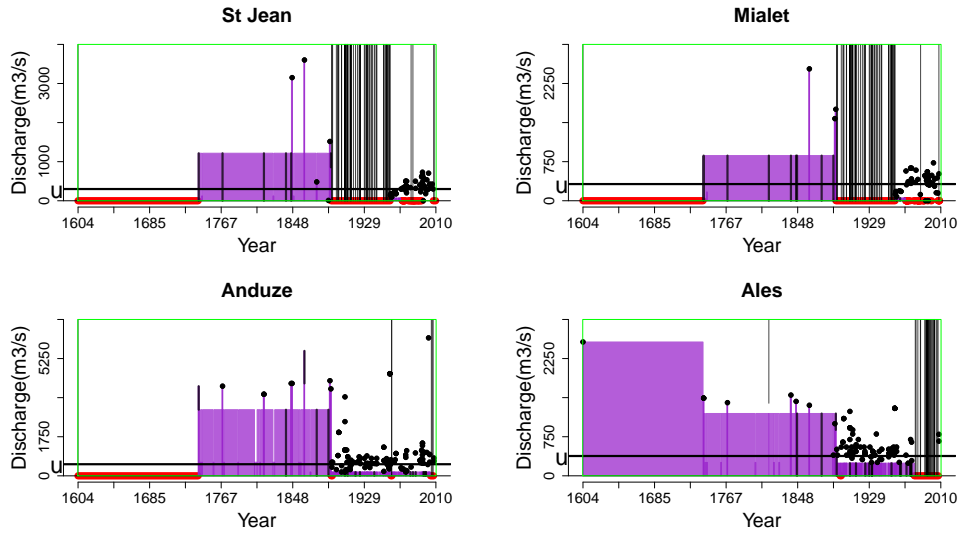 St Jean
Discharge(m3/s)
0 1000 3000
u
1604 1685 1767 1848 1929 2010
Year
Mialet
Discharge(m3/s)
0 750 2250
u
1604 1685 1767 1848 1929 2010
Year
Anduze
Discharge(m3/s)
0 1750 5250
u
1604 1685 1767 1848 1929 2010
Year
Ales
Discharge(m3/s)
0 750 2250
u
1604 1685 1767 1848 1929 2010
Year